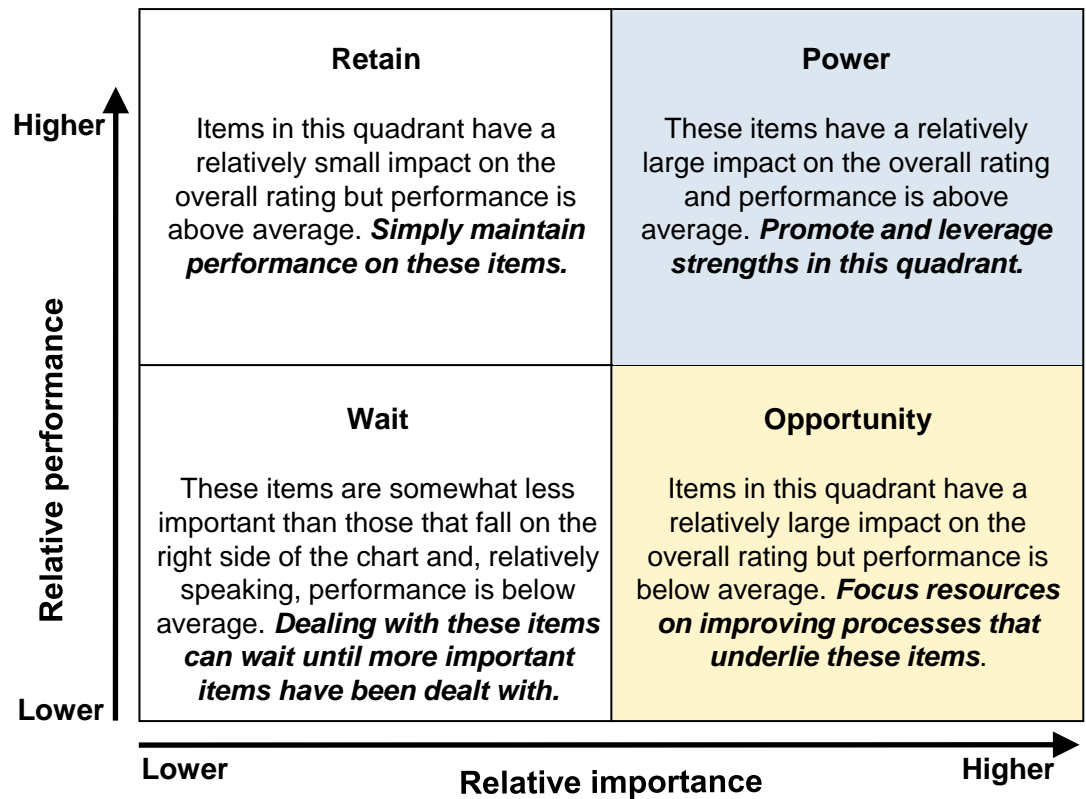 Retain
Items in this quadrant have a
relatively small impact on the
overall rating but performance is
above average. Simply maintain
performance on these items.
Power
These items have a relatively
large impact on the overall rating
and performance is above
average. Promote and leverage
strengths in this quadrant.
Higher
Relative performance
Wait
These items are somewhat less
important than those that fall on the
right side of the chart and, relatively
speaking, performance is below
average. Dealing with these items
can wait until more important
items have been dealt with.
Opportunity
Items in this quadrant have a
relatively large impact on the
overall rating but performance is
below average. Focus resources
on improving processes that
underlie these items.
Lower
Lower
Relative importance
Higher